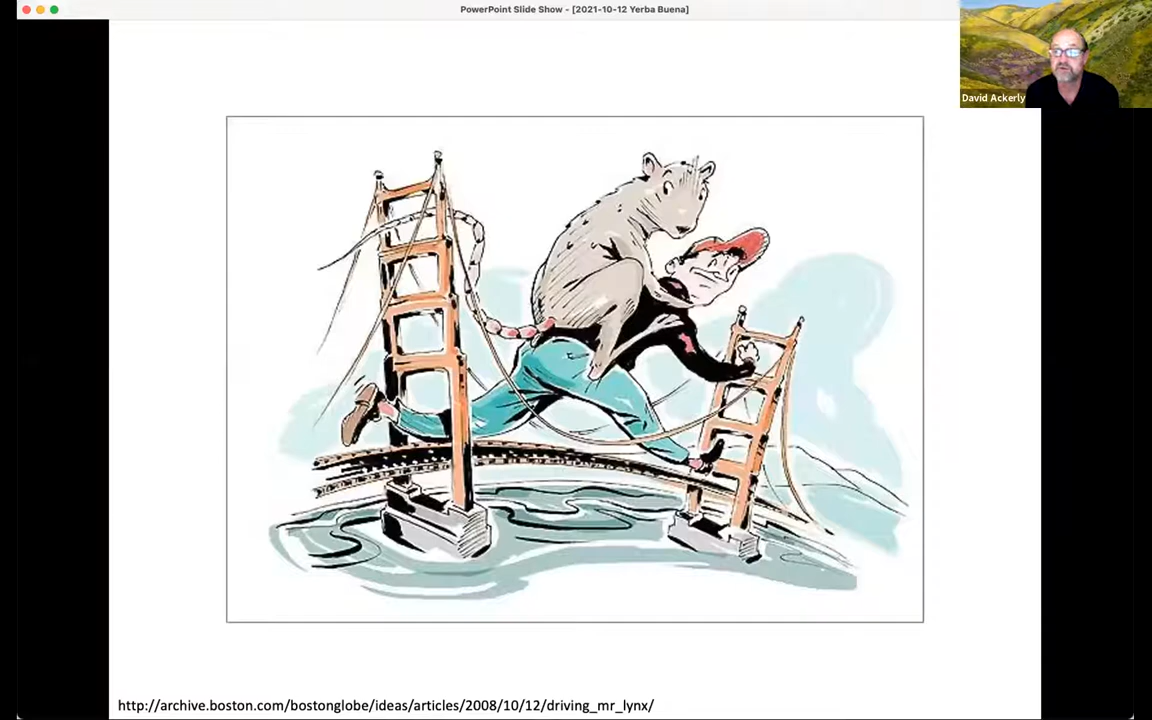 PowerPoint Slide Show - [2021-10-12 Yerba Buena]
David Ackerly
http://archive.boston.com/bostonglobe/ideas/articles/2008/10/12/driving_mr_lynx/